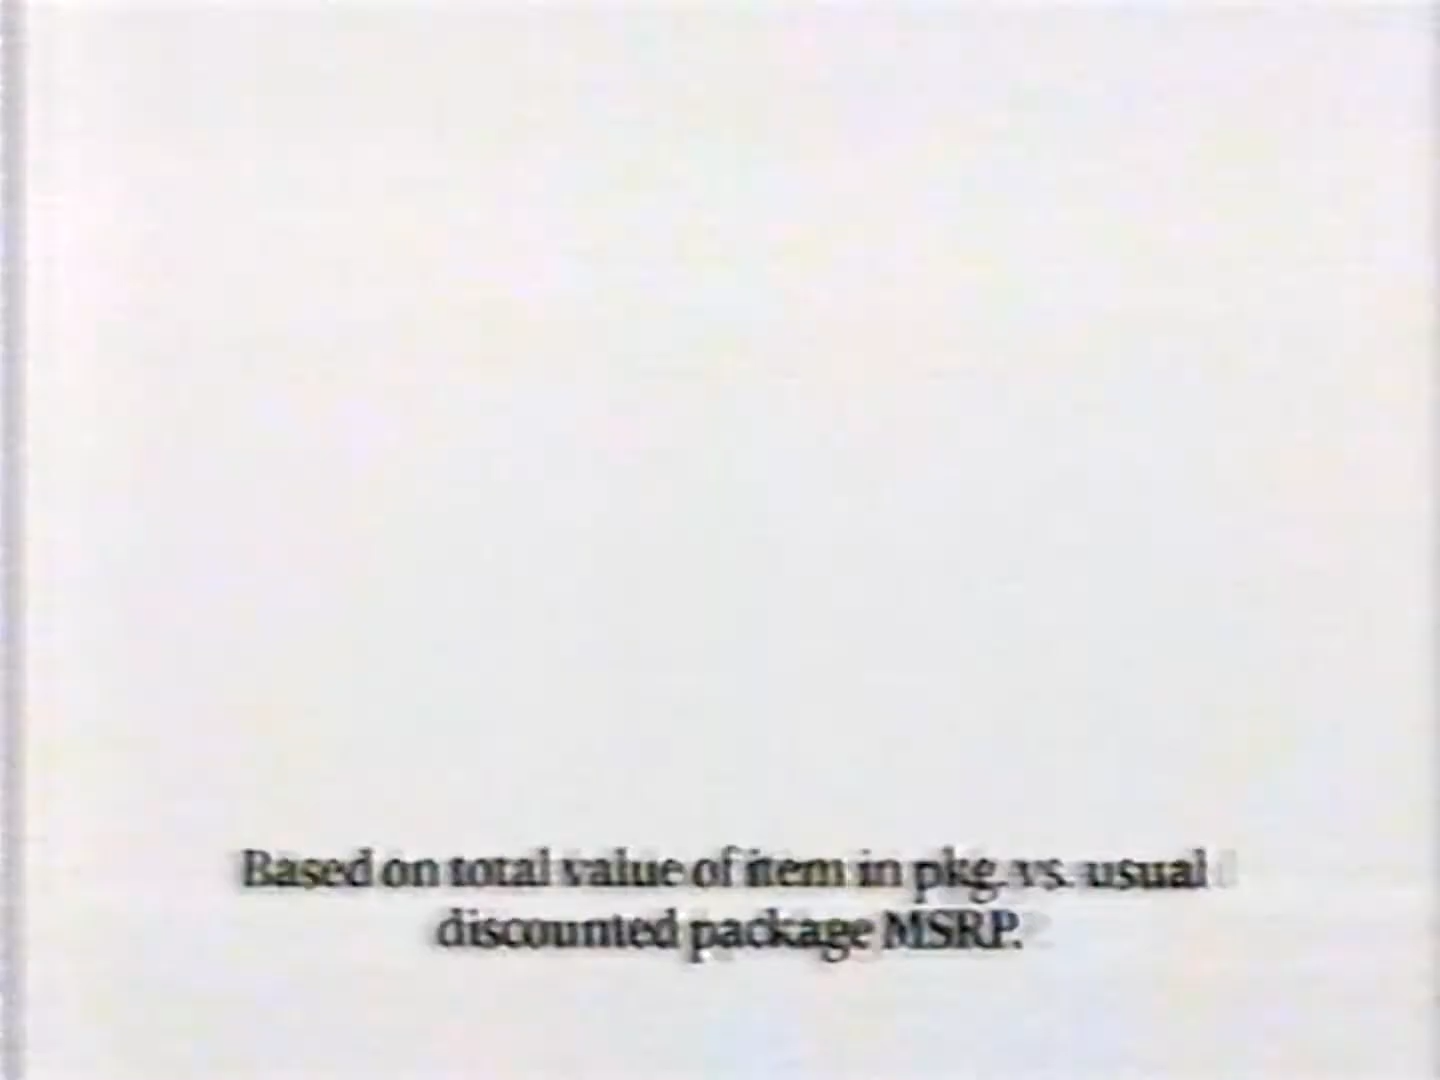 Based on total value of item in pkg. vs. usual
discounted package MSRP.